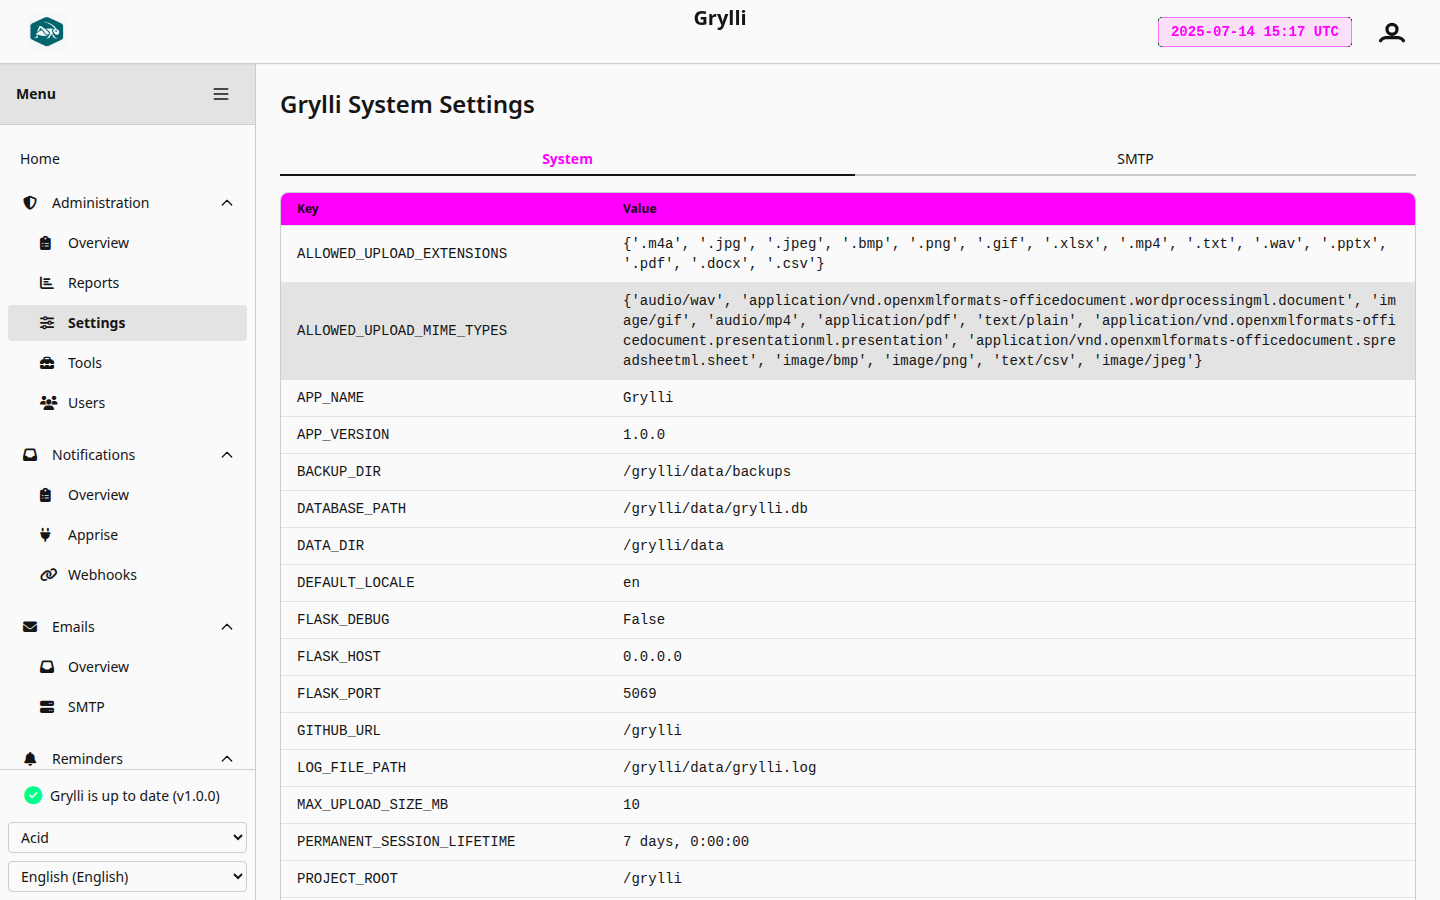 Grylli
2025-07-14 15:17 UTC
Menu
Home
Administration
Overview
Reports
Settings
Tools
Users
Notifications
Overview
Apprise
Webhooks
Emails
Overview
SMTP
Reminders
Grylli is up to date (v1.0.0)
Acid
English (English)
Grylli System Settings
System SMTP
Key Value
ALLOWED_UPLOAD_EXTENSIONS {'.m4a', '.jpg', '.jpeg', '.bmp', '.png', '.gif', '.xlsx', '.mp4', '.txt', '.wav', '.pptx',
'.pdf', '.docx', '.csv'}
ALLOWED_UPLOAD_MIME_TYPES {'audio/wav', 'application/vnd.openxmlformats-officedocument.wordprocessingml.document', 'im
age/gif', 'audio/mp4', 'application/pdf', 'text/plain', 'application/vnd.openxmlformats-offi
cedocument.presentationml.presentation', 'application/vnd.openxmlformats-officedocument.spre
adsheetml.sheet', 'image/bmp', 'image/png', 'text/csv', 'image/jpeg'}
APP_NAME Grylli
APP_VERSION 1.0.0
BACKUP_DIR /grylli/data/backups
DATABASE_PATH /grylli/data/grylli.db
DATA_DIR /grylli/data
DEFAULT_LOCALE en
FLASK_DEBUG False
FLASK_HOST 0.0.0.0
FLASK_PORT 5069
GITHUB_URL /grylli
LOG_FILE_PATH /grylli/data/grylli.log
MAX_UPLOAD_SIZE_MB 10
PERMANENT_SESSION_LIFETIME 7 days, 0:00:00
PROJECT_ROOT /grylli